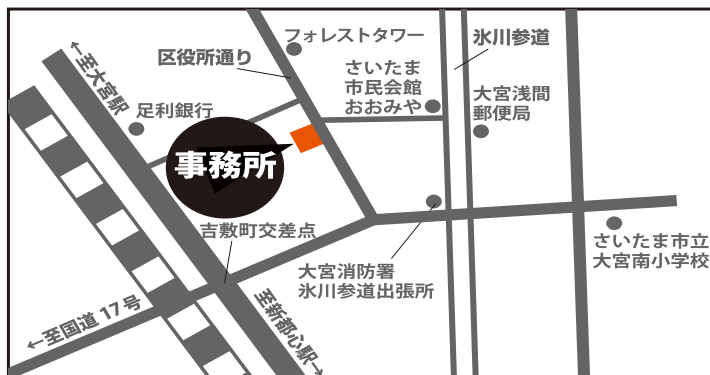 フォレストタワー
氷川参道
区役所通り
←至大宮駅
さいたま
市民会館
おおみや
大宮浅間
郵便局
足利銀行
事務所
吉敷町交差点
さいたま市立
大宮南小学校
大宮消防署
氷川参道出張所
←至国道 17号
至新都心駅→